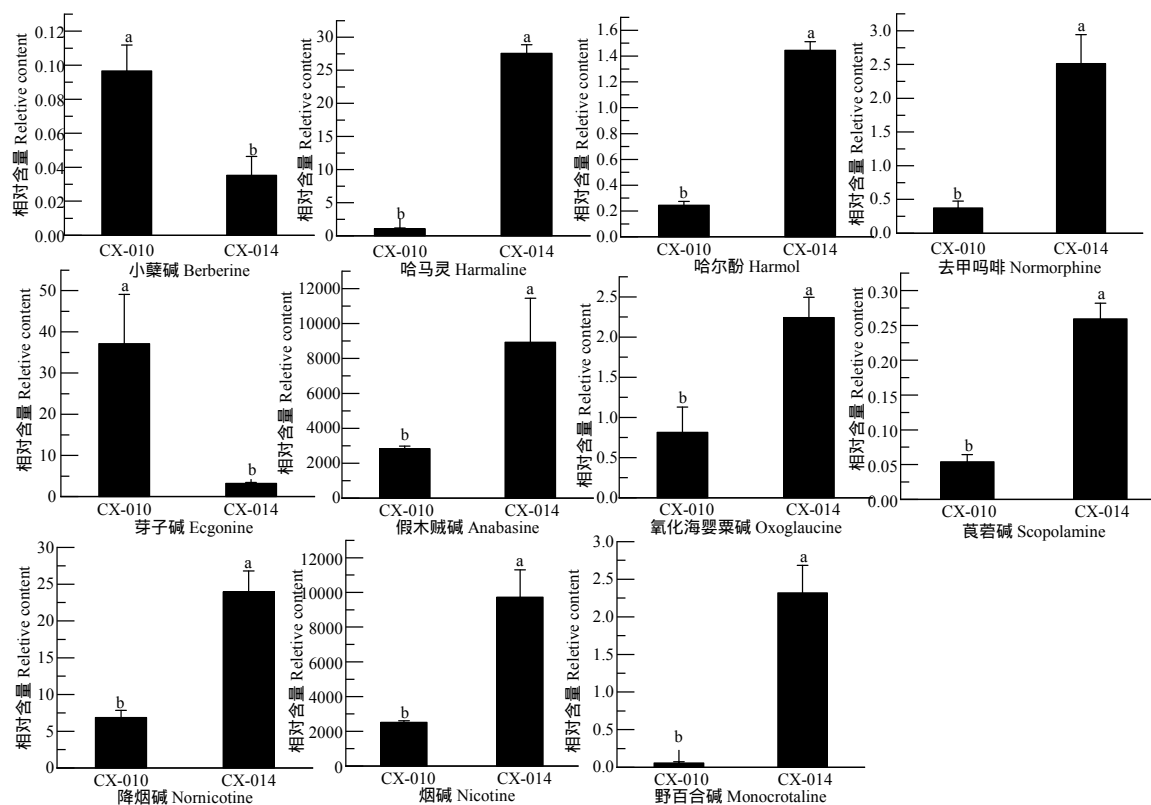 相对含量 Reletive content
0.12
0.10
0.08
0.06
0.04
0.02
0.00
a
b
CX-010
CX-014
小蘖碱 Berberine
相对含量 Reletive content
30
25
20
15
10
5
0
b
a
CX-010
CX-014
哈马灵 Harmaline
相对含量 Reletive content
1.6
1.4
1.2
1.0
0.8
0.6
0.4
0.2
0.0
b
a
CX-010
CX-014
哈尔酚 Harmol
相对含量 Reletive content
3.0
2.5
2.0
1.5
1.0
0.5
0.0
b
a
CX-010
CX-014
去甲吗啡 Normorphine
相对含量 Reletive content
50
40
30
20
10
0
a
b
CX-010
CX-014
芽子碱 Ecgonine
相对含量 Reletive content
12000
10000
8000
6000
4000
2000
0
b
a
CX-010
CX-014
假木贼碱 Anabasine
相对含量 Reletive content
2.5
2.0
1.5
1.0
0.5
0.0
b
a
CX-010
CX-014
氧化海婴粟碱 Oxoglaucine
相对含量 Reletive content
0.30
0.25
0.20
0.15
0.10
0.05
0.00
b
a
CX-010
CX-014
莨菪碱 Scopolamine
相对含量 Reletive content
30
25
20
15
10
5
0
b
a
CX-010
CX-014
降烟碱 Nornicotine
相对含量 Reletive content
12000
10000
8000
6000
4000
2000
0
b
a
CX-010
CX-014
烟碱 Nicotine
相对含量 Reletive content
3.0
2.5
2.0
1.5
1.0
0.5
0.0
b
a
CX-010
CX-014
野百合碱 Monocrotaline